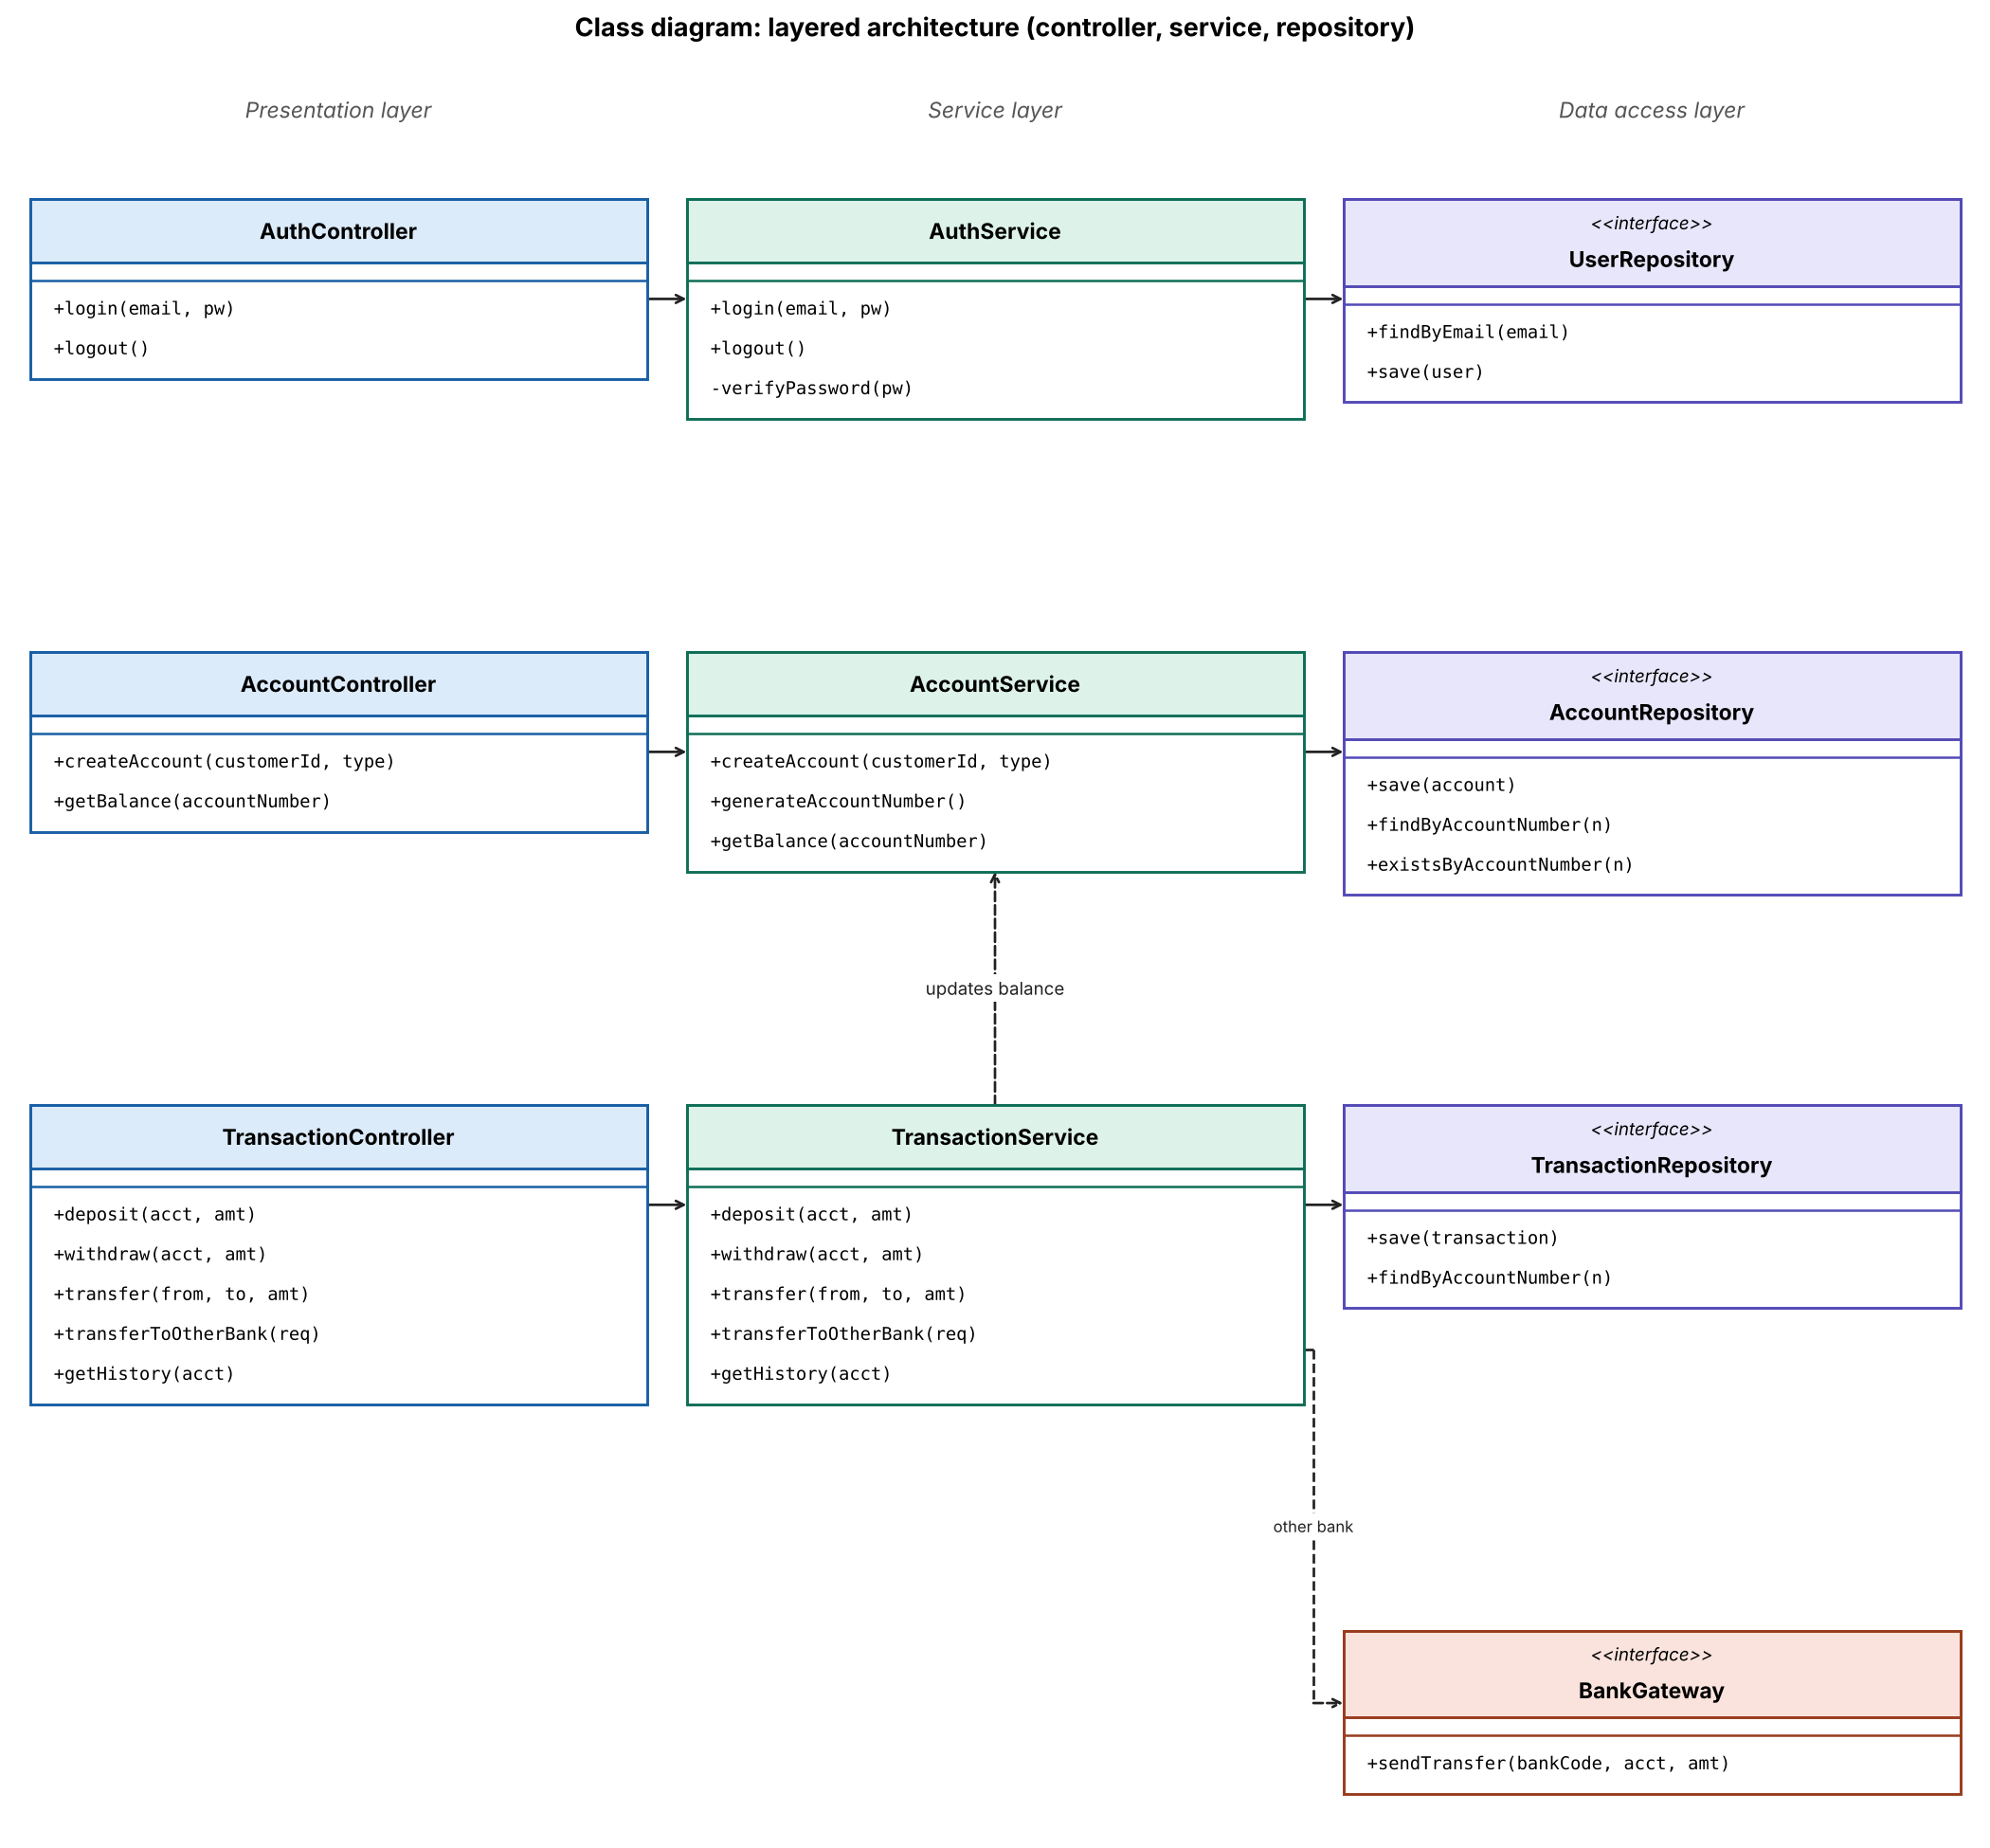 Class diagram: layered architecture (controller, service, repository)
Presentation layer
Service layer
Data access layer
AuthController
+login(email, pw)
+logout()
AuthService
+login(email, pw)
+logout()
-verifyPassword(pw)
<<interface>>
UserRepository
+findByEmail(email)
+save(user)
AccountController
+createAccount(customerId, type)
+getBalance(accountNumber)
AccountService
+createAccount(customerId, type)
+generateAccountNumber()
+getBalance(accountNumber)
<<interface>>
AccountRepository
+save(account)
+findByAccountNumber(n)
+existsByAccountNumber(n)
updates balance
TransactionController
+deposit(acct, amt)
+withdraw(acct, amt)
+transfer(from, to, amt)
+transferToOtherBank(req)
+getHistory(acct)
TransactionService
+deposit(acct, amt)
+withdraw(acct, amt)
+transfer(from, to, amt)
+transferToOtherBank(req)
+getHistory(acct)
<<interface>>
TransactionRepository
+save(transaction)
+findByAccountNumber(n)
other bank
<<interface>>
BankGateway
+sendTransfer(bankCode, acct, amt)